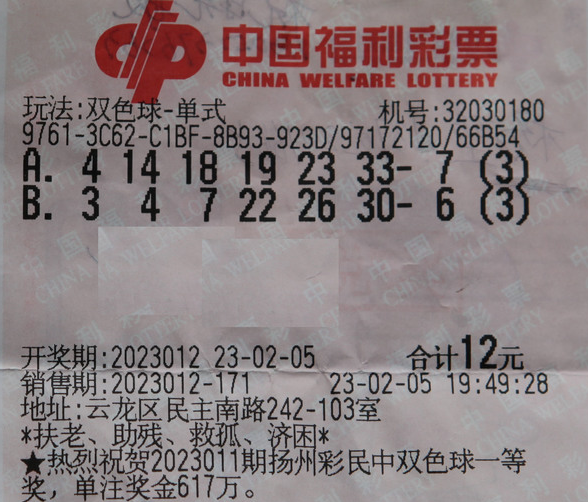 中国福利彩票
CHINA WELFARE LOTTERY
玩法:双色球-单式 机号:32030180
9761-3C62-C1BF-8B93-923D/97172120/66B54
A. 4 14 18 19 23 33- 7 (3)
B. 3 4 7 22 26 30- 6 (3)
开奖期:2023012 23-02-05 合计12元
销售期:2023012-171 23-02-05 19:49:28
地址:云龙区民主南路242-103室
*扶老、助残、救孤、济困*
★热烈祝贺2023011期扬州彩民中双色球一等
奖，单注奖金617万。